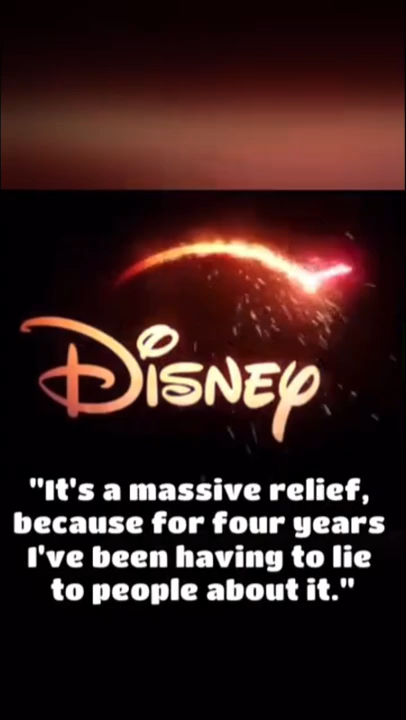 Disney
"It's a massive relief,
because for four years
I've been having to lie
to people about it."